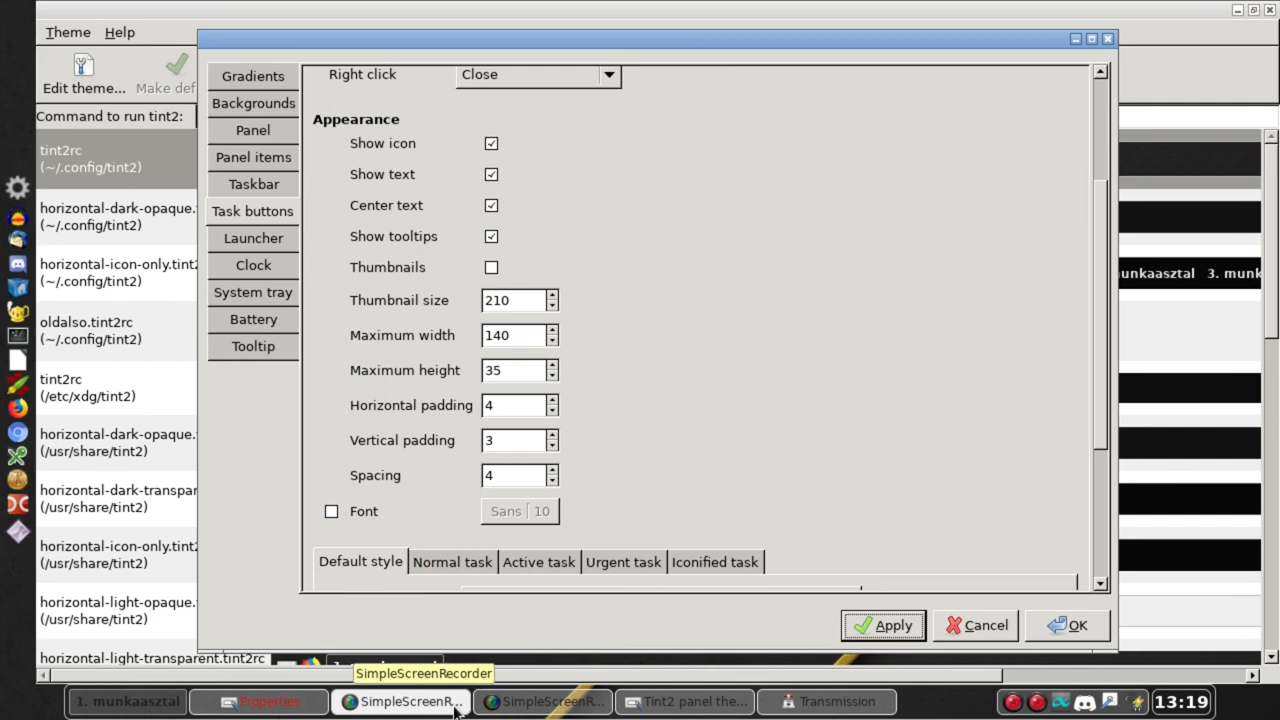 Theme Help
Edit theme... Make def
Command to run tint2:
tint2rc
(~/.config/tint2)
horizontal-dark-opaque.
(~/.config/tint2)
horizontal-icon-only.tint2
(~/.config/tint2)
oldalso.tint2rc
(~/.config/tint2)
tint2rc
(/etc/xdg/tint2)
horizontal-dark-opaque.
(/usr/share/tint2)
horizontal-dark-transpar
(/usr/share/tint2)
horizontal-icon-only.tint2
(/usr/share/tint2)
horizontal-light-opaque.
(/usr/share/tint2)
horizontal-light-transparent.tint2rc
Gradients
Backgrounds
Panel
Panel items
Taskbar
Task buttons
Launcher
Clock
System tray
Battery
Tooltip
Right click Close
Appearance
Show icon
Show text
Center text
Show tooltips
Thumbnails
Thumbnail size 210
Maximum width 140
Maximum height 35
Horizontal padding 4
Vertical padding 3
Spacing 4
Font Sans 10
Default style Normal task Active task Urgent task Iconified task
Apply Cancel OK
unkaasztal 3. munk
SimpleScreenRecorder
1. munkaasztal Properties SimpleScreenR... SimpleScreenR... Tint2 panel the... Transmission 13:19